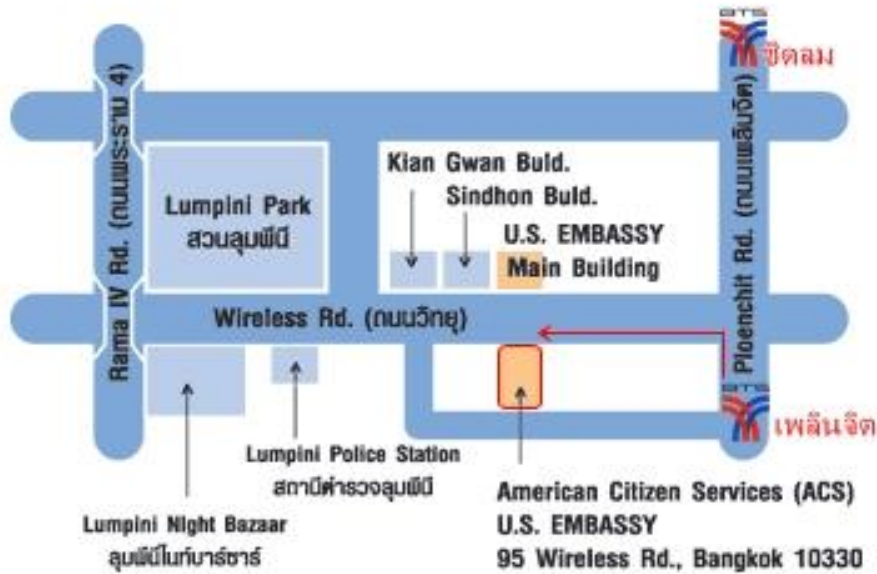 BTS
ชิดลม
Rama IV Rd. (ถนนพระราม 4)
Ploenchit Rd. (ถนนเพลินจิต)
Kian Gwan Buld.
Sindhon Buld.
Lumpini Park
สวนลุมพินี
U.S. EMBASSY
Main Building
Wireless Rd. (ถนนวิทยุ)
BTS
เพลินจิต
Lumpini Police Station
สถานีตำรวจลุมพินี
American Citizen Services (ACS)
U.S. EMBASSY
95 Wireless Rd., Bangkok 10330
Lumpini Night Bazaar
ลุมพินีไนท์บาร์ซาร์